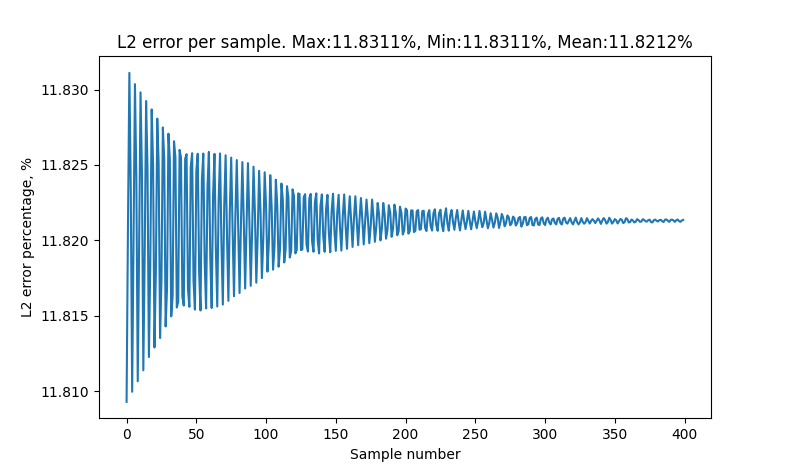 L2 error per sample. Max:11.8311%, Min:11.8311%, Mean:11.8212%
L2 error percentage, %
11.830
11.825
11.820
11.815
11.810
0 50 100 150 200 250 300 350 400
Sample number